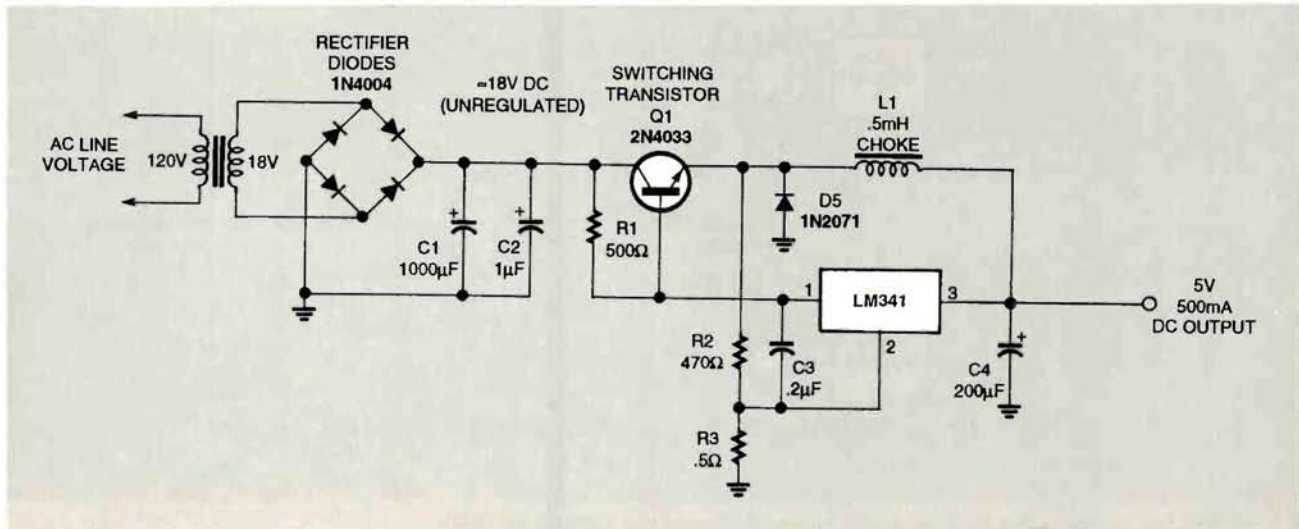 RECTIFIER
DIODES
1N4004
≈18V DC
(UNREGULATED)
SWITCHING
TRANSISTOR
Q1
2N4033
L1
.5mH
CHOKE
AC LINE
VOLTAGE
120V
18V
C1
1000µF
C2
1µF
R1
500Ω
D5
1N2071
1
LM341
3
2
5V
500mA
DC OUTPUT
R2
470Ω
C3
.2µF
C4
200µF
R3
.5Ω